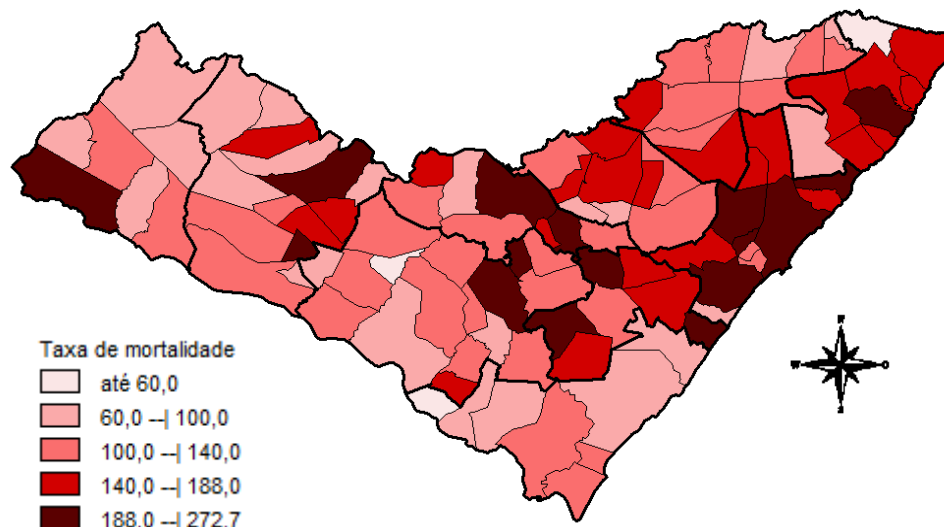 Taxa de mortalidade
até 60,0
60,0 --| 100,0
100,0 --| 140,0
140,0 --| 188,0
188,0 --| 272,7